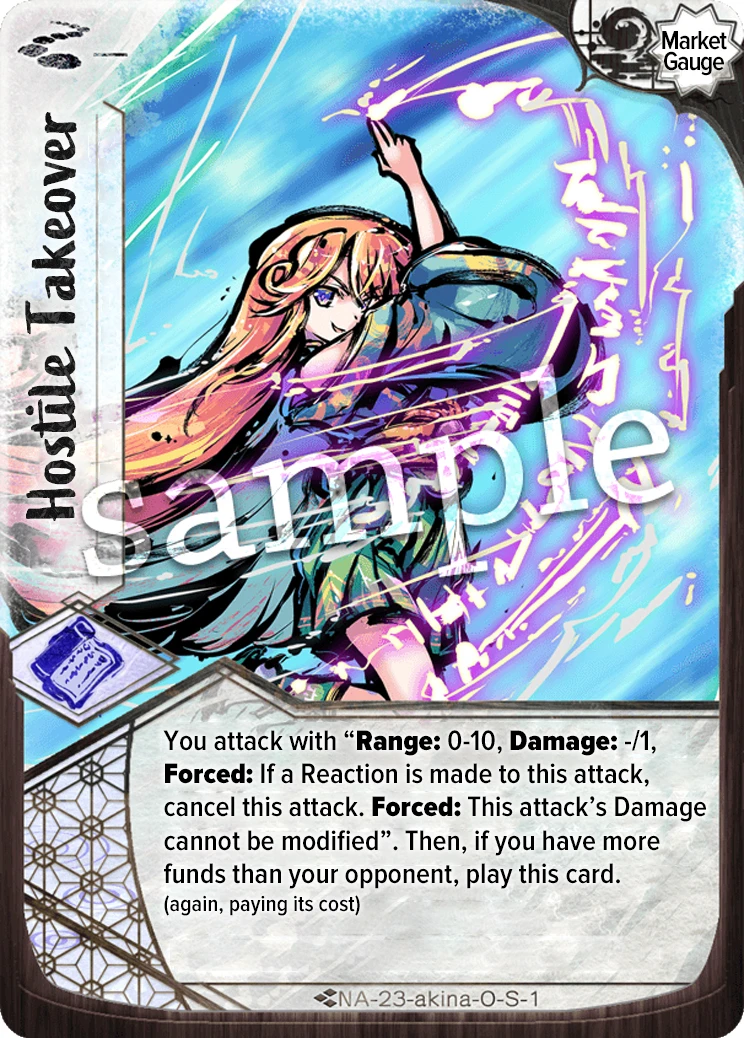 Market
Gauge
Hostile Takeover
sample
You attack with “Range: 0-10, Damage: -/1,
Forced: If a Reaction is made to this attack,
cancel this attack. Forced: This attack’s Damage
cannot be modified”. Then, if you have more
funds than your opponent, play this card.
(again, paying its cost)
NA-23-akina-O-S-1